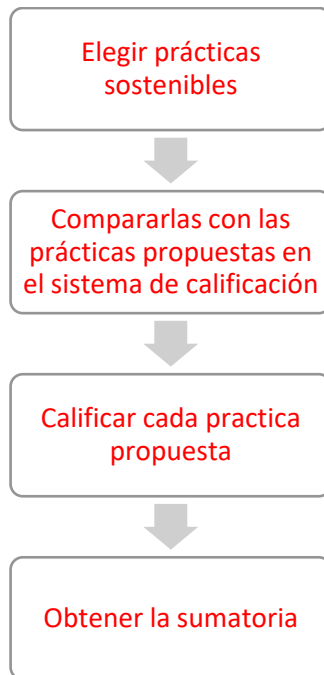 Elegir prácticas
sostenibles
Compararlas con las
prácticas propuestas en
el sistema de calificación
Calificar cada practica
propuesta
Obtener la sumatoria